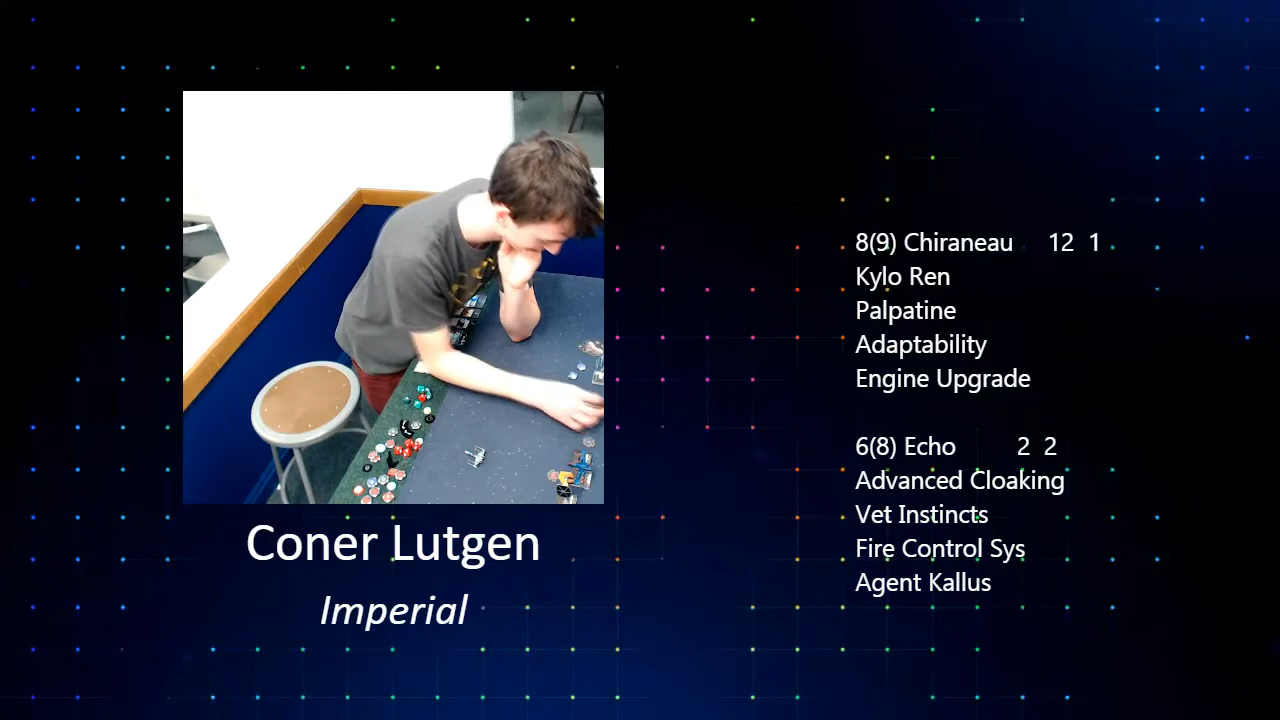 Coner Lutgen
Imperial
8(9) Chiraneau 12 1
Kylo Ren
Palpatine
Adaptability
Engine Upgrade
6(8) Echo 2 2
Advanced Cloaking
Vet Instincts
Fire Control Sys
Agent Kallus